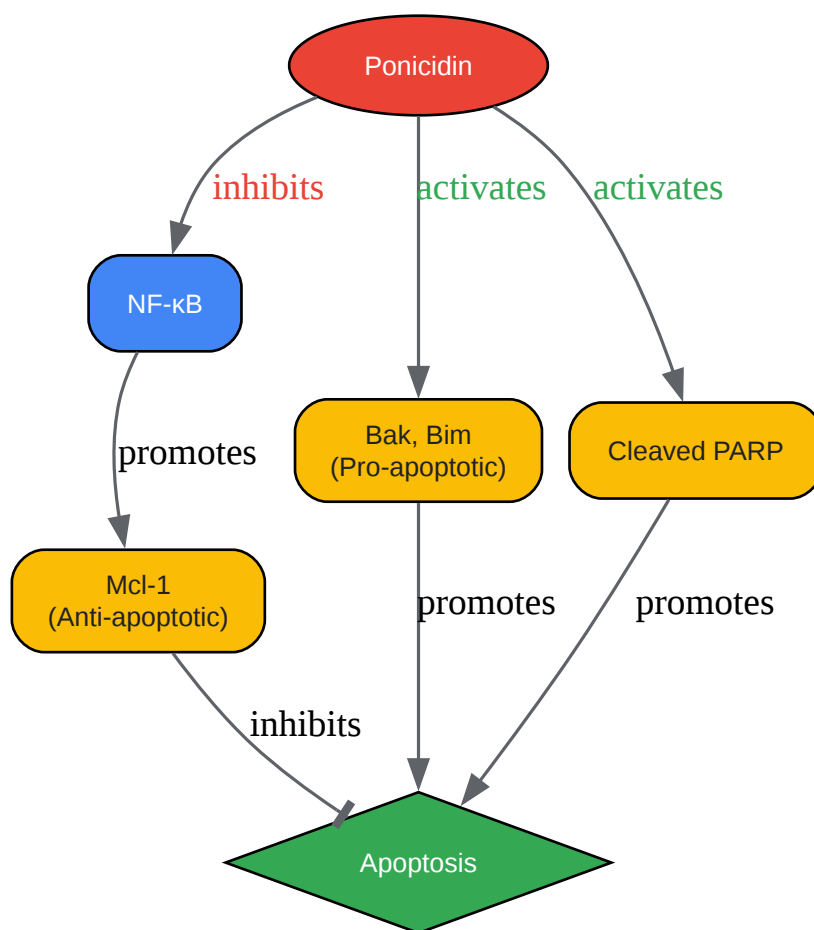 Ponicidin
inhibits
activates
activates
NF-κB
promotes
Bak, Bim
(Pro-apoptotic)
Cleaved PARP
Mcl-1
(Anti-apoptotic)
promotes
promotes
inhibits
Apoptosis